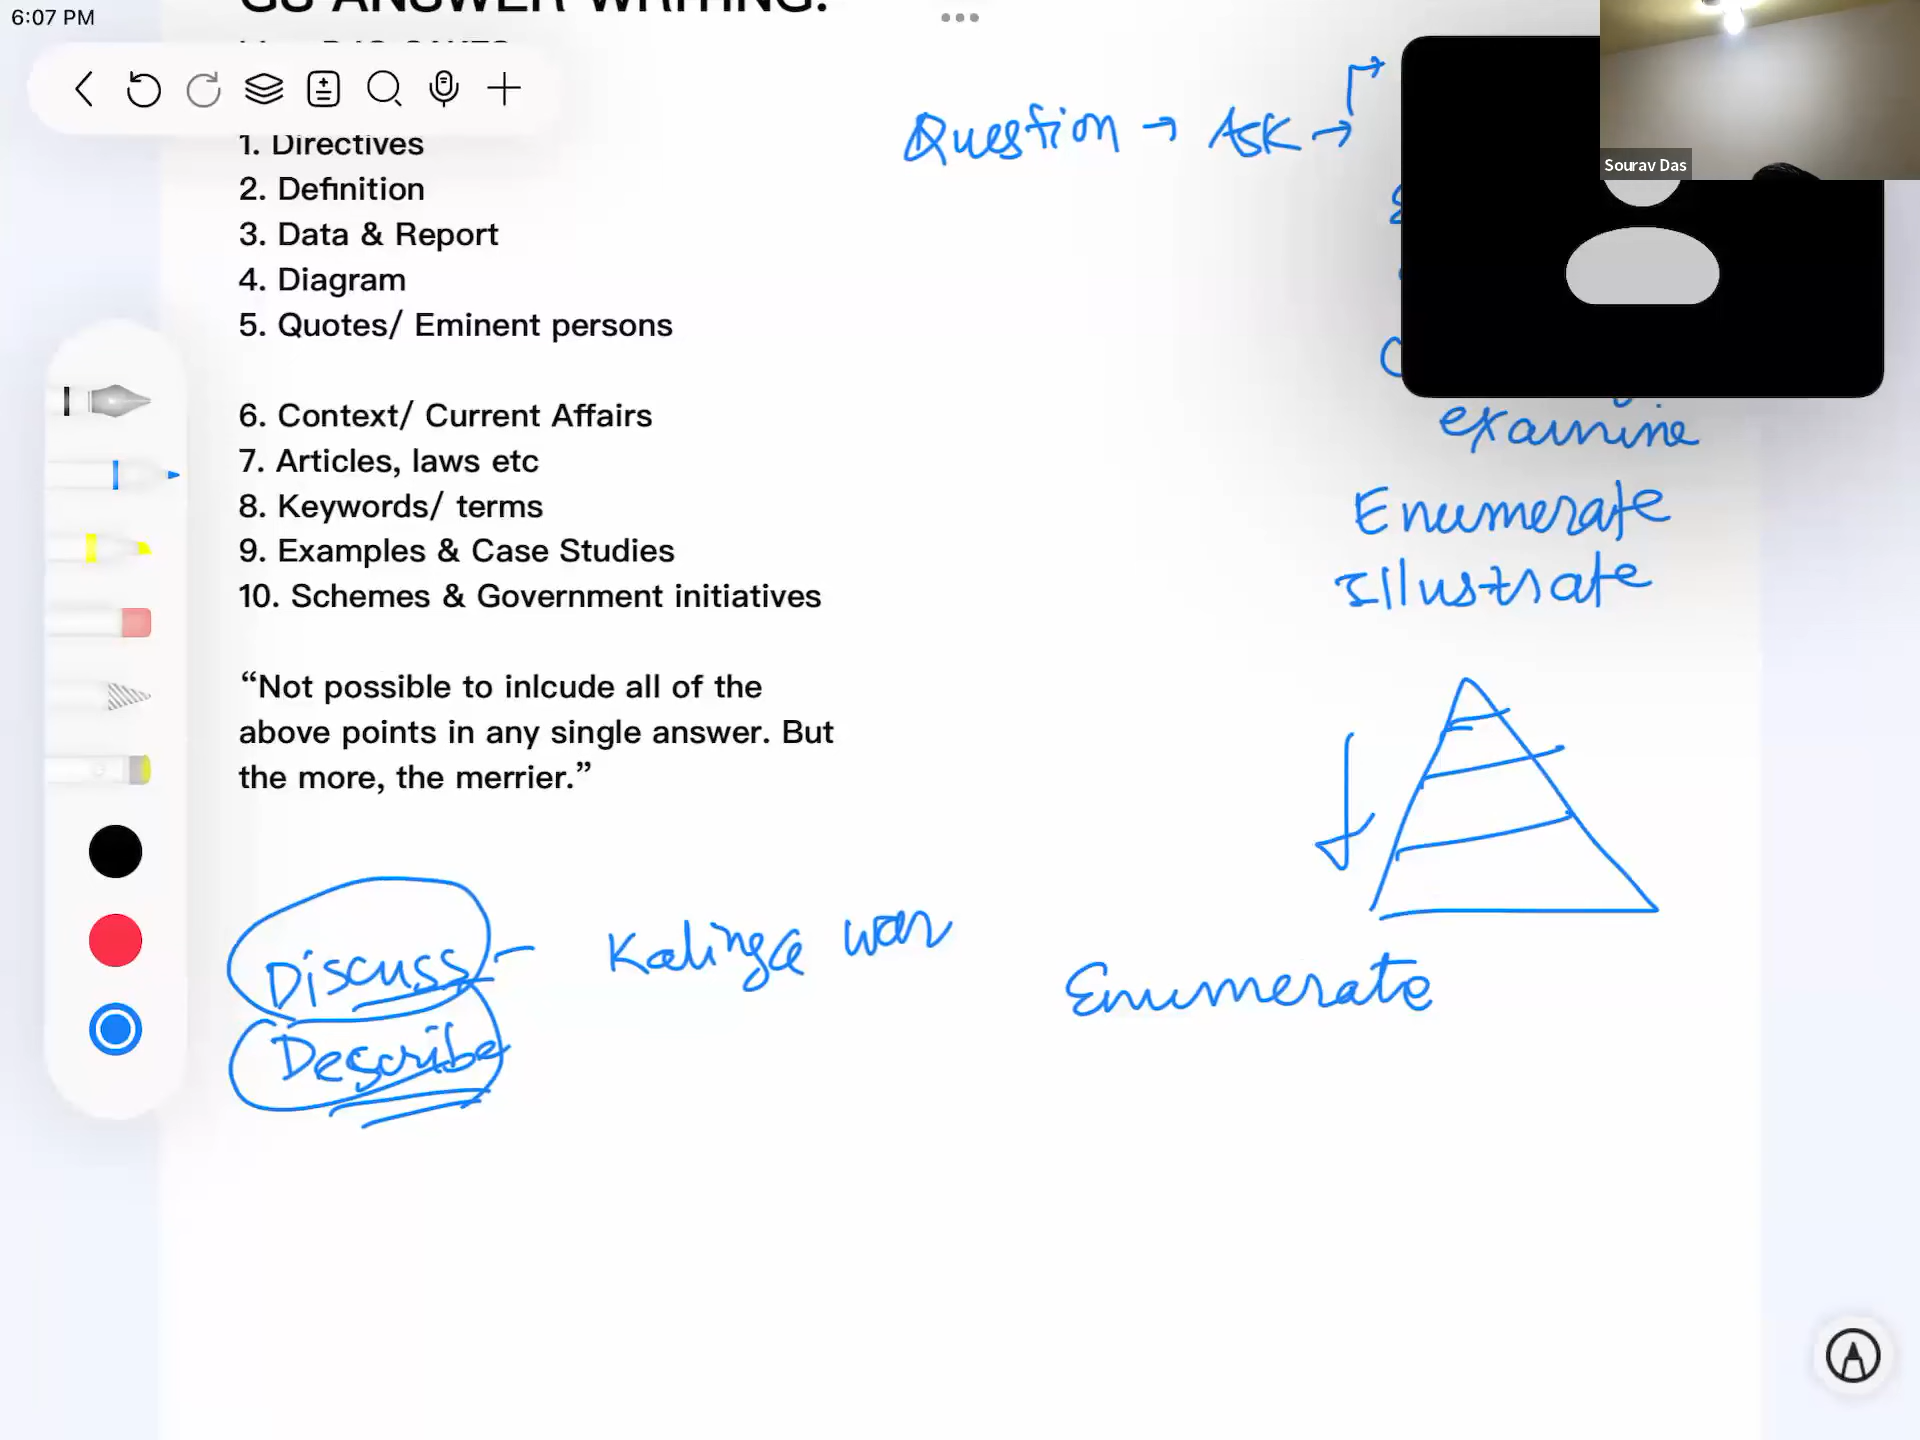 6:07 PM
GS ANSWER WRITING:
1. Directives
2. Definition
3. Data & Report
4. Diagram
5. Quotes/ Eminent persons
6. Context/ Current Affairs
7. Articles, laws etc
8. Keywords/ terms
9. Examples & Case Studies
10. Schemes & Government initiatives
“Not possible to inlcude all of the
above points in any single answer. But
the more, the merrier.”
Question → Ask →
Sourav Das
examine
Enumerate
Illustrate
Discuss – Kalinga war
Describe
Enumerate